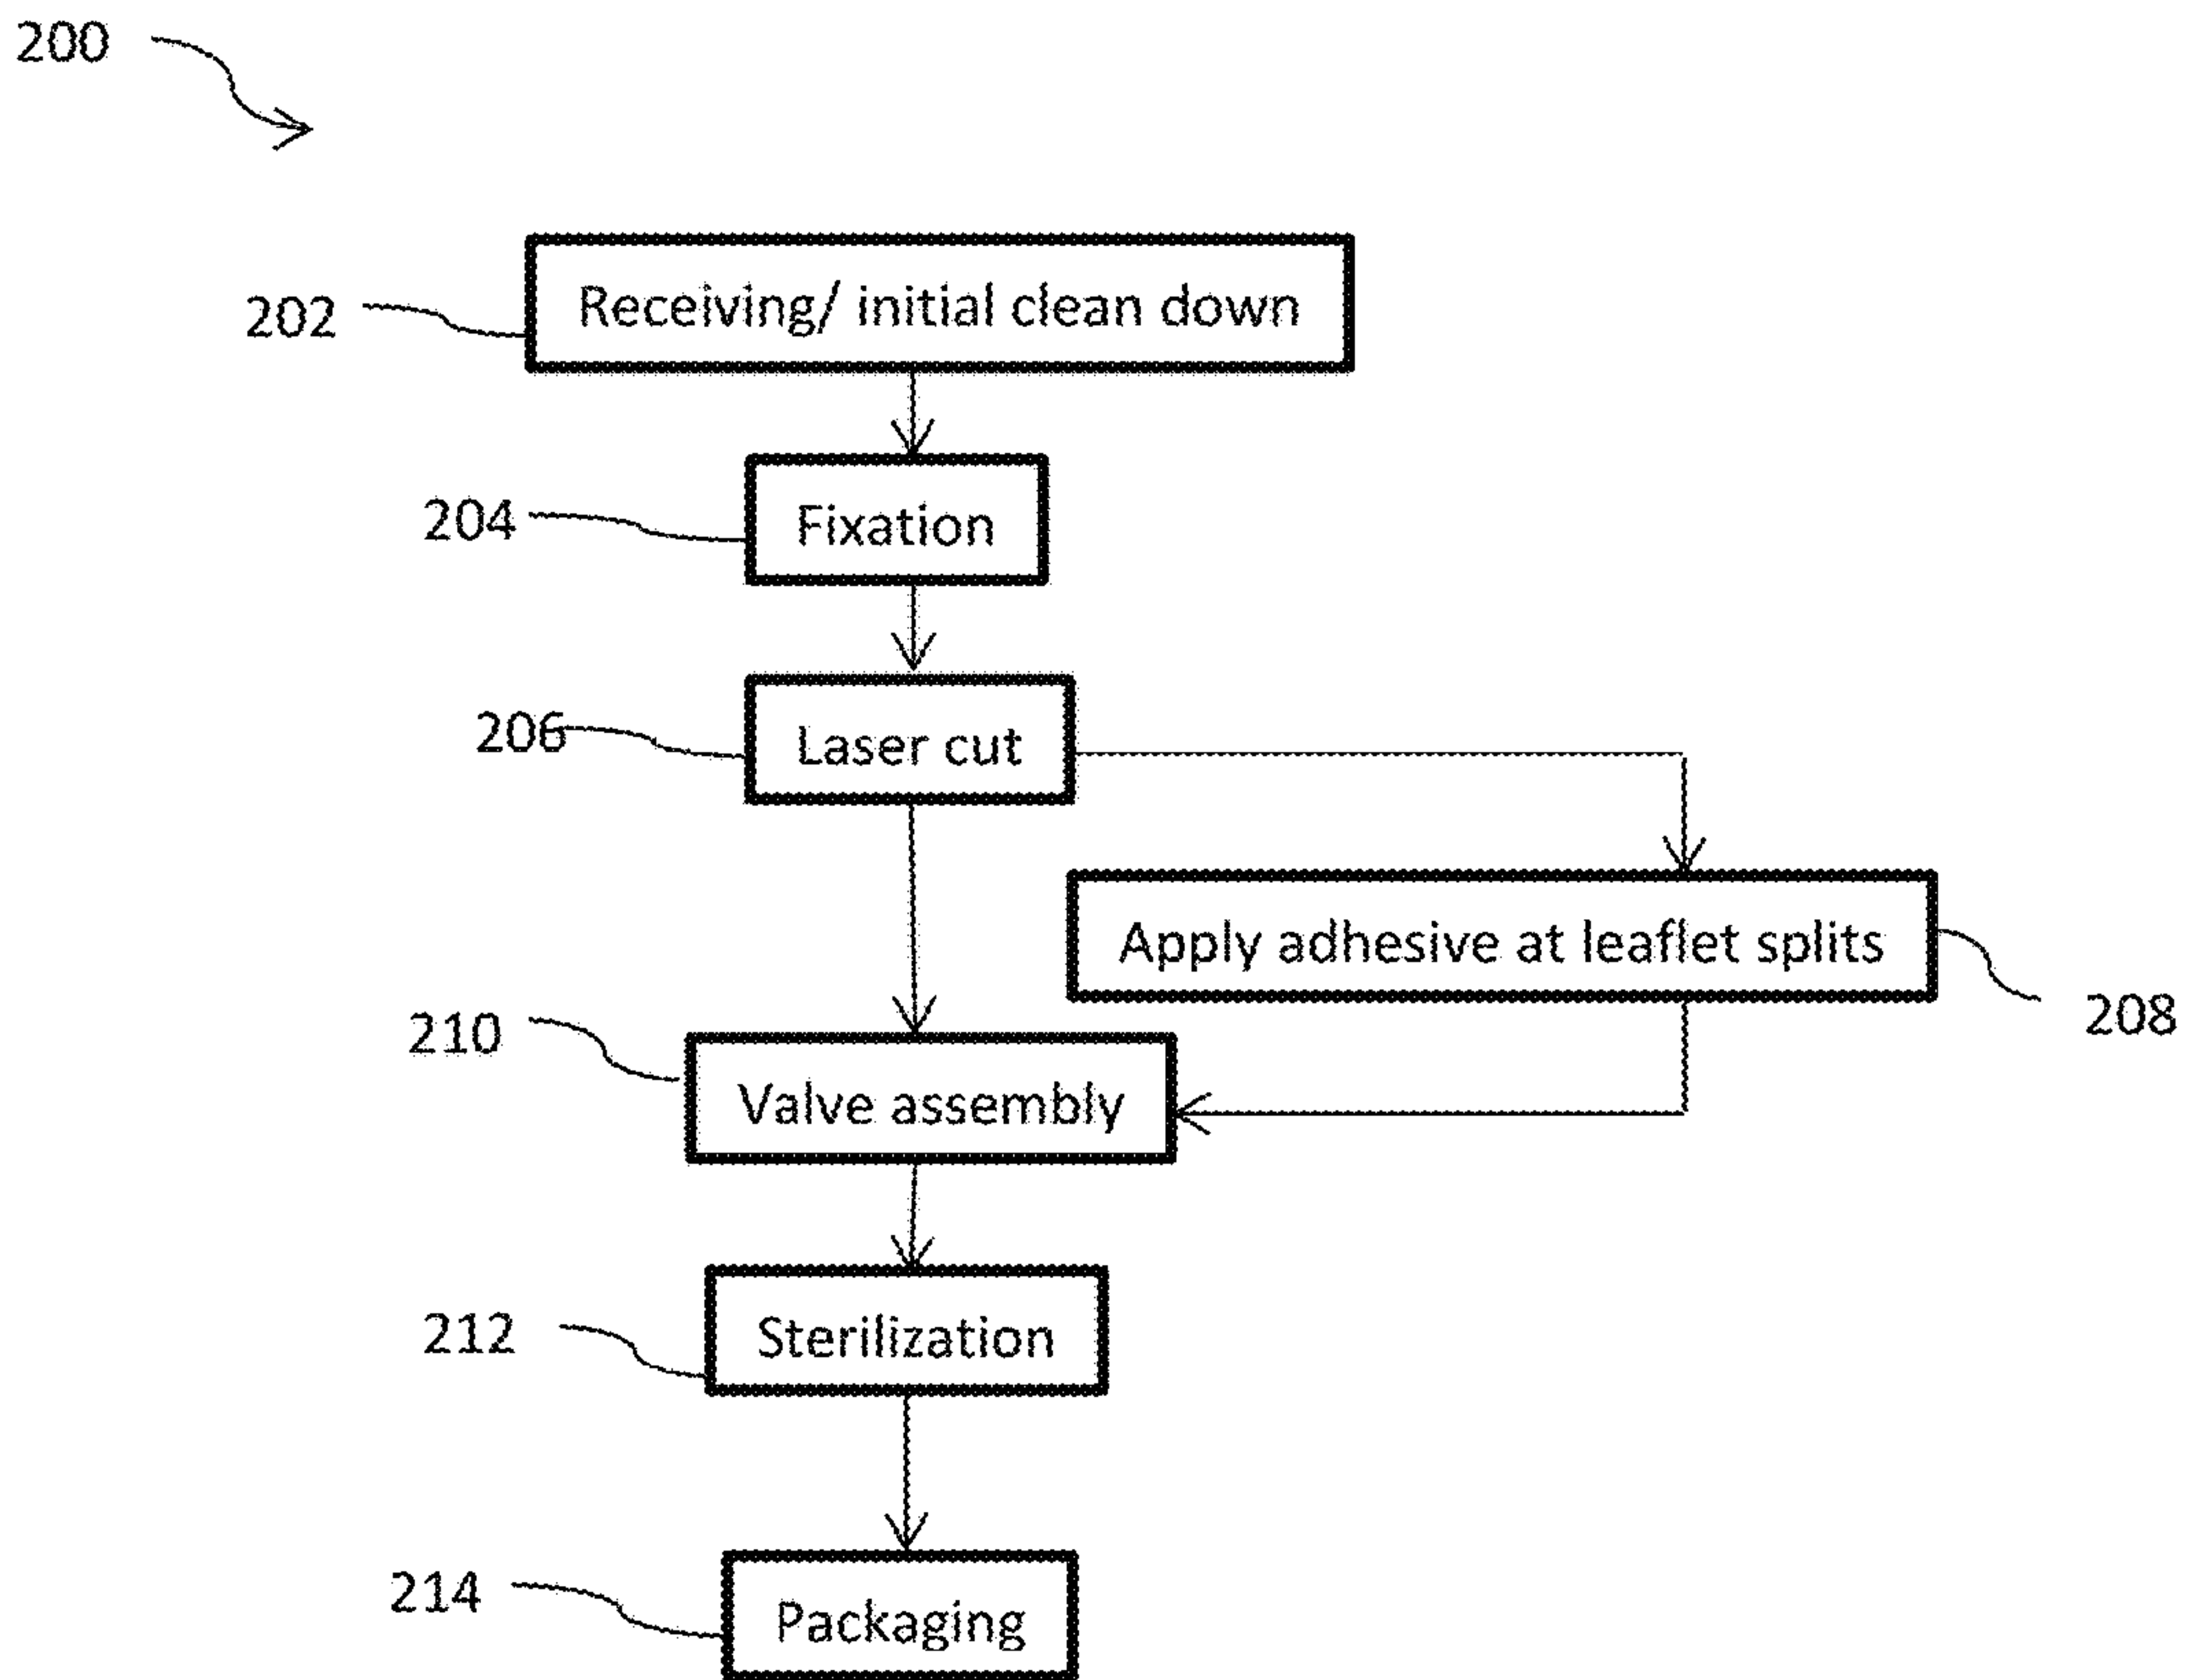 200
202
Receiving/ initial clean down
204
Fixation
206
Laser cut
Apply adhesive at leaflet splits
208
210
Valve assembly
212
Sterilization
214
Packaging